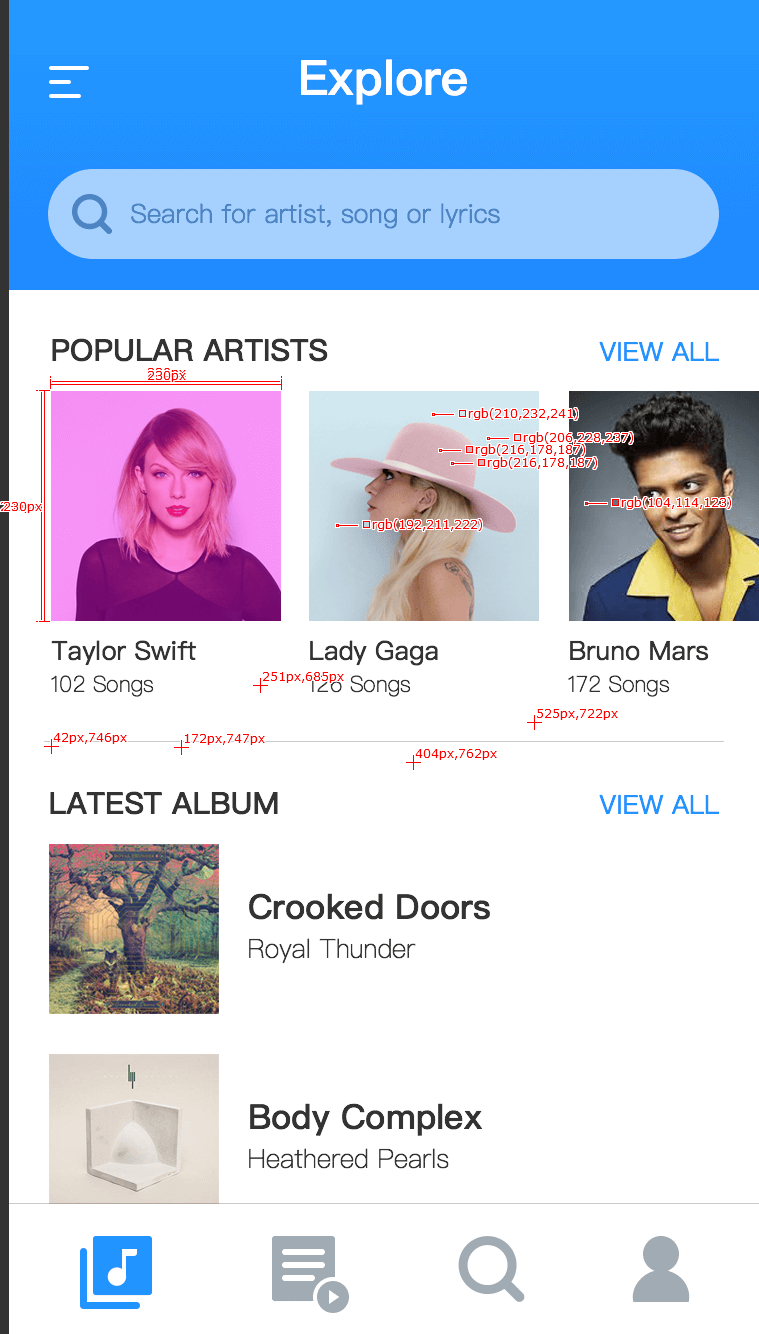 Explore
Search for artist, song or lyrics
POPULAR ARTISTS
VIEW ALL
230px
230px
rgb(210,232,241)
rgb(206,228,237)
rgb(216,178,187)
rgb(216,178,187)
rgb(104,114,123)
rgb(192,211,222)
Taylor Swift
Lady Gaga
Bruno Mars
102 Songs
126 Songs
172 Songs
251px,685px
525px,722px
42px,746px
172px,747px
404px,762px
LATEST ALBUM
VIEW ALL
Crooked Doors
Royal Thunder
Body Complex
Heathered Pearls